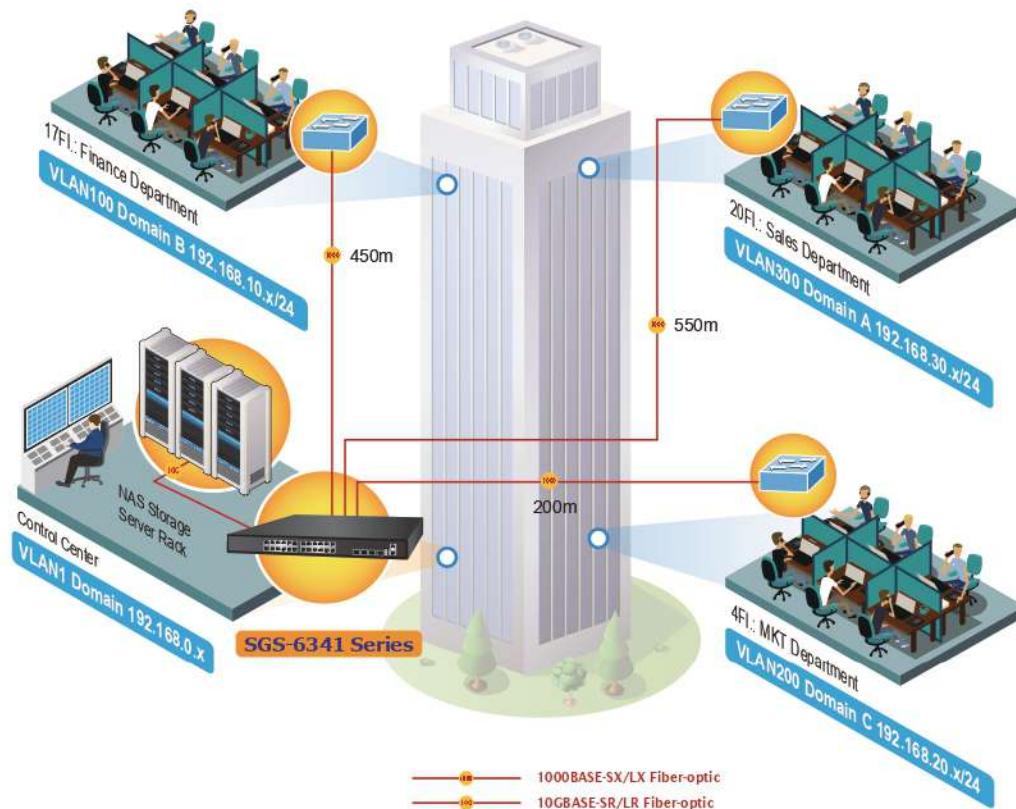 17Fl.: Finance Department
VLAN100 Domain B 192.168.10.x/24
450m
20Fl.: Sales Department
VLAN300 Domain A 192.168.30.x/24
550m
NAS Storage
Server Rack
Control Center
VLAN1 Domain 192.168.0.x
SGS-6341 Series
200m
4Fl.: MKT Department
VLAN200 Domain C 192.168.20.x/24
1000BASE-SX/LX Fiber-optic
10GBASE-SR/LR Fiber-optic